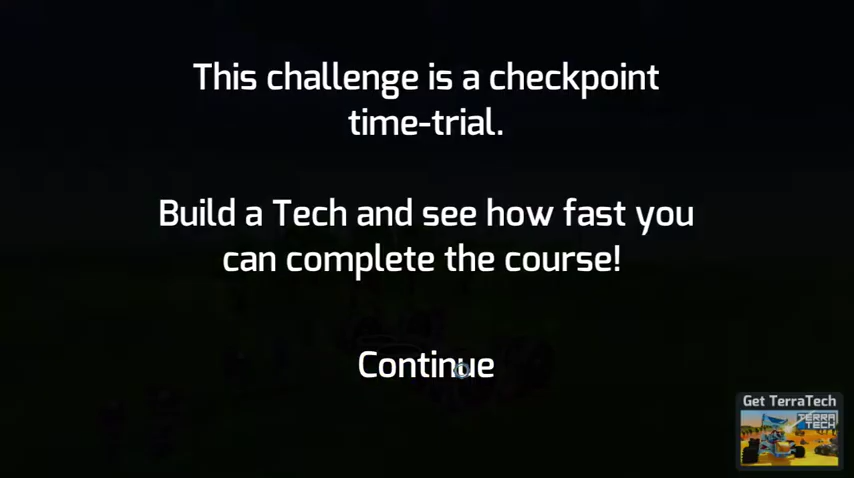 This challenge is a checkpoint
time-trial.
Build a Tech and see how fast you
can complete the course!
Continue
Get TerraTech
TERRA
TECH